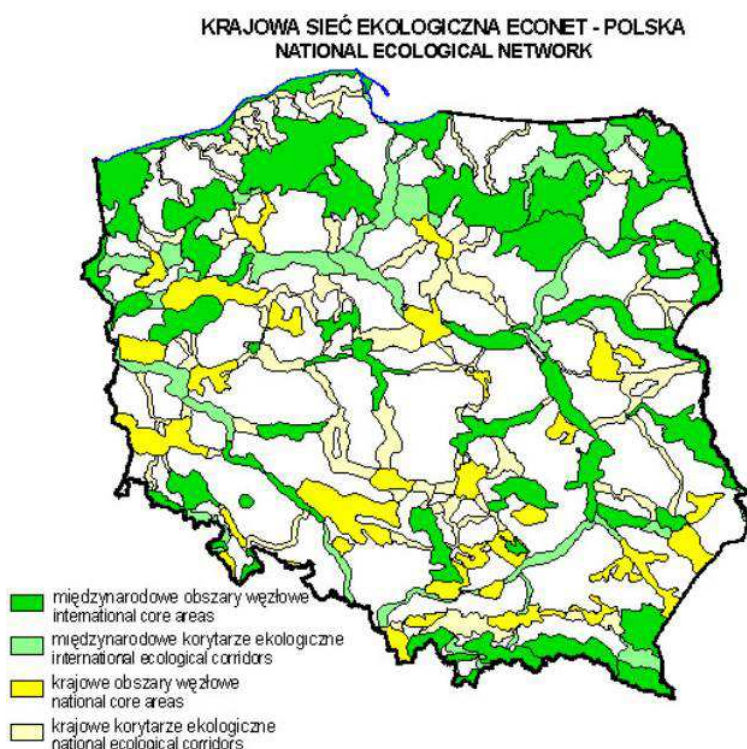 KRAJOWA SIEĆ EKOLOGICZNA ECONET - POLSKA
NATIONAL ECOLOGICAL NETWORK
międzynarodowe obszary węzłowe
international core areas
międzynarodowe korytarze ekologiczne
international ecological corridors
krajowe obszary węzłowe
national core areas
krajowe korytarze ekologiczne
national ecological corridors